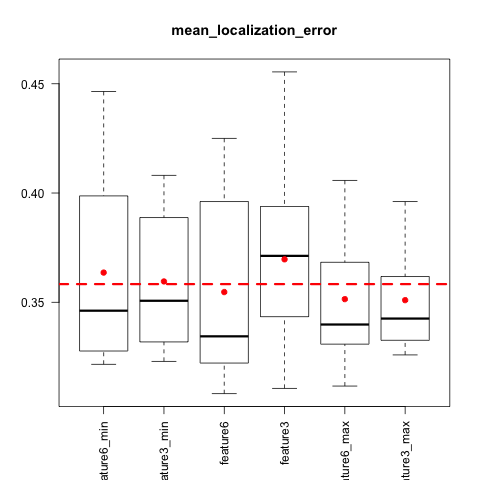 mean_localization_error
0.45
0.40
0.35
ature6_min
ature3_min
feature6
feature3
ture6_max
ture3_max